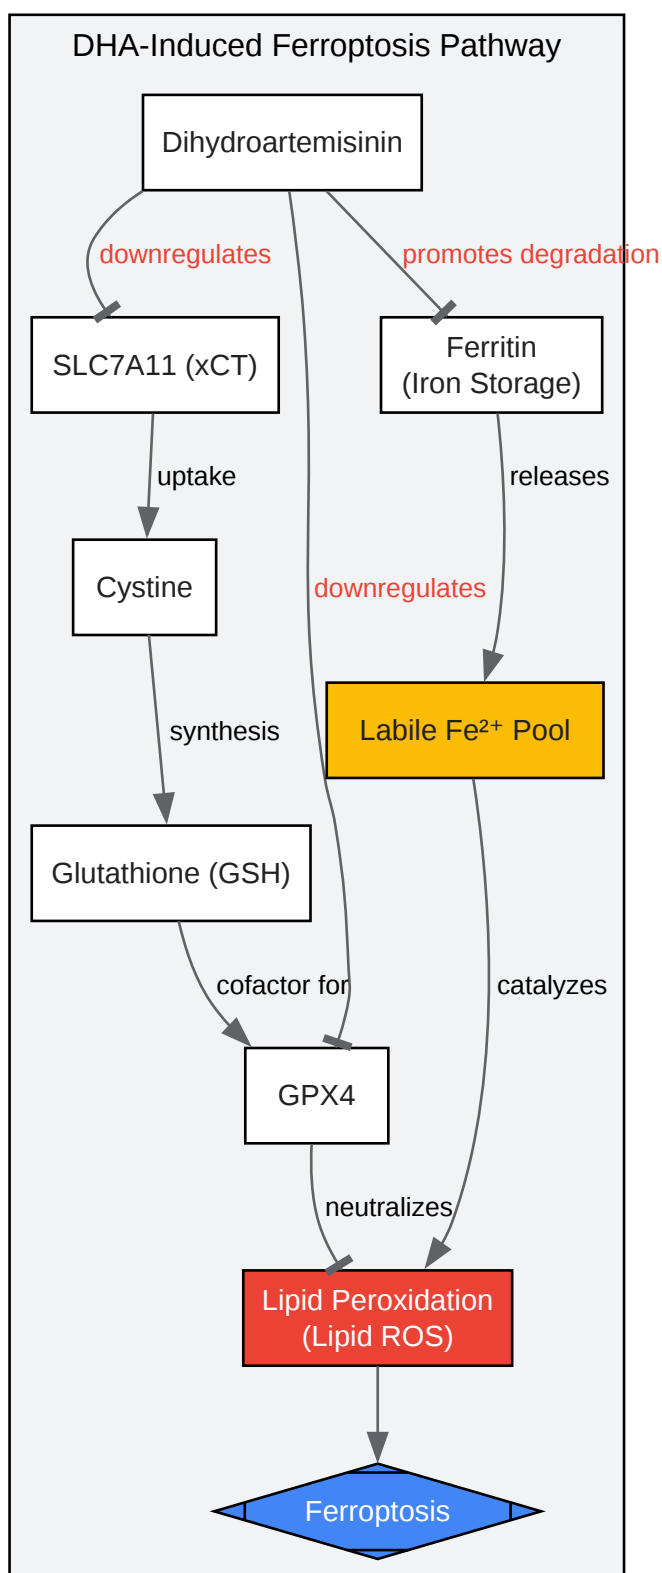 DHA-Induced Ferroptosis Pathway
Dihydroartemisinin
downregulates
promotes degradation
SLC7A11 (xCT)
Ferritin
(Iron Storage)
uptake
releases
Cystine
downregulates
synthesis
Labile Fe²⁺ Pool
Glutathione (GSH)
cofactor for
catalyzes
GPX4
neutralizes
Lipid Peroxidation
(Lipid ROS)
Ferroptosis